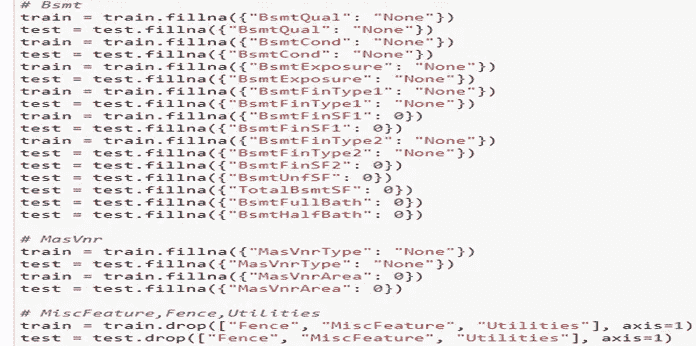 # Bsmt
train = train.fillna({"BsmtQual": "None"})
test = test.fillna({"BsmtQual": "None"})
train = train.fillna({"BsmtCond": "None"})
test = test.fillna({"BsmtCond": "None"})
train = train.fillna({"BsmtExposure": "None"})
test = test.fillna({"BsmtExposure": "None"})
train = train.fillna({"BsmtFinType1": "None"})
test = test.fillna({"BsmtFinType1": "None"})
train = train.fillna({"BsmtFinSF1": 0})
test = test.fillna({"BsmtFinSF1": 0})
train = train.fillna({"BsmtFinType2": "None"})
test = test.fillna({"BsmtFinType2": "None"})
test = test.fillna({"BsmtFinSF2": 0})
test = test.fillna({"BsmtUnfSF": 0})
test = test.fillna({"TotalBsmtSF": 0})
test = test.fillna({"BsmtFullBath": 0})
test = test.fillna({"BsmtHalfBath": 0})
# MasVnr
train = train.fillna({"MasVnrType": "None"})
test = test.fillna({"MasVnrType": "None"})
train = train.fillna({"MasVnrArea": 0})
test = test.fillna({"MasVnrArea": 0})
# MiscFeature,Fence,Utilities
train = train.drop(["Fence", "MiscFeature", "Utilities"], axis=1)
test = test.drop(["Fence", "MiscFeature", "Utilities"], axis=1)